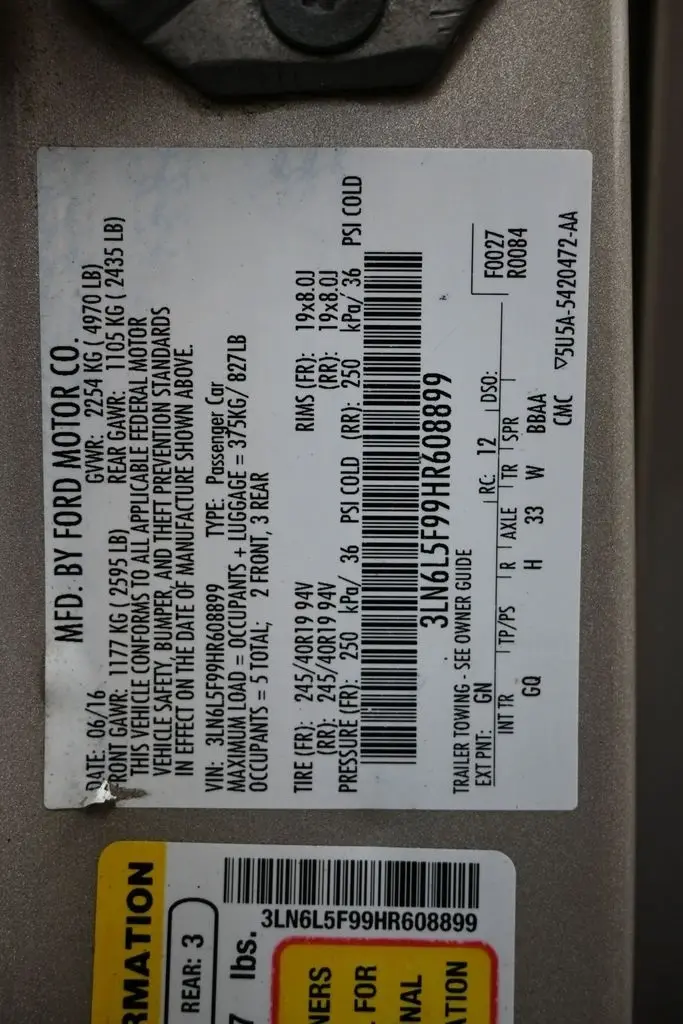 MFD. BY FORD MOTOR CO.
DATE: 06/16 GVWR: 2254 KG ( 4970 LB)
FRONT GAWR: 1177 KG ( 2595 LB) REAR GAWR: 1105 KG ( 2435 LB)
THIS VEHICLE CONFORMS TO ALL APPLICABLE FEDERAL MOTOR
VEHICLE SAFETY, BUMPER, AND THEFT PREVENTION STANDARDS
IN EFFECT ON THE DATE OF MANUFACTURE SHOWN ABOVE.
VIN: 3LN6L5F99HR608899 TYPE: Passenger Car
MAXIMUM LOAD = OCCUPANTS + LUGGAGE = 375KG/ 827LB
OCCUPANTS = 5 TOTAL; 2 FRONT, 3 REAR
TIRE (FR): 245/40R19 94V RIMS (FR): 19x8.0J
(RR): 245/40R19 94V (RR): 19x8.0J
PRESSURE (FR): 250 kPa/ 36 PSI COLD (RR): 250 kPa/ 36 PSI COLD
3LN6L5F99HR608899
TRAILER TOWING - SEE OWNER GUIDE
EXT PNT: GN RC: 12 DSO:
F0027
R0084
INT TR TP/PS R AXLE TR SPR
GQ H 33 W BBAA
CMC ▽5U5A-5420472-AA
RMATION
REAR: 3
7 lbs.
3LN6L5F99HR608899
NERS
FOR
NAL
TION